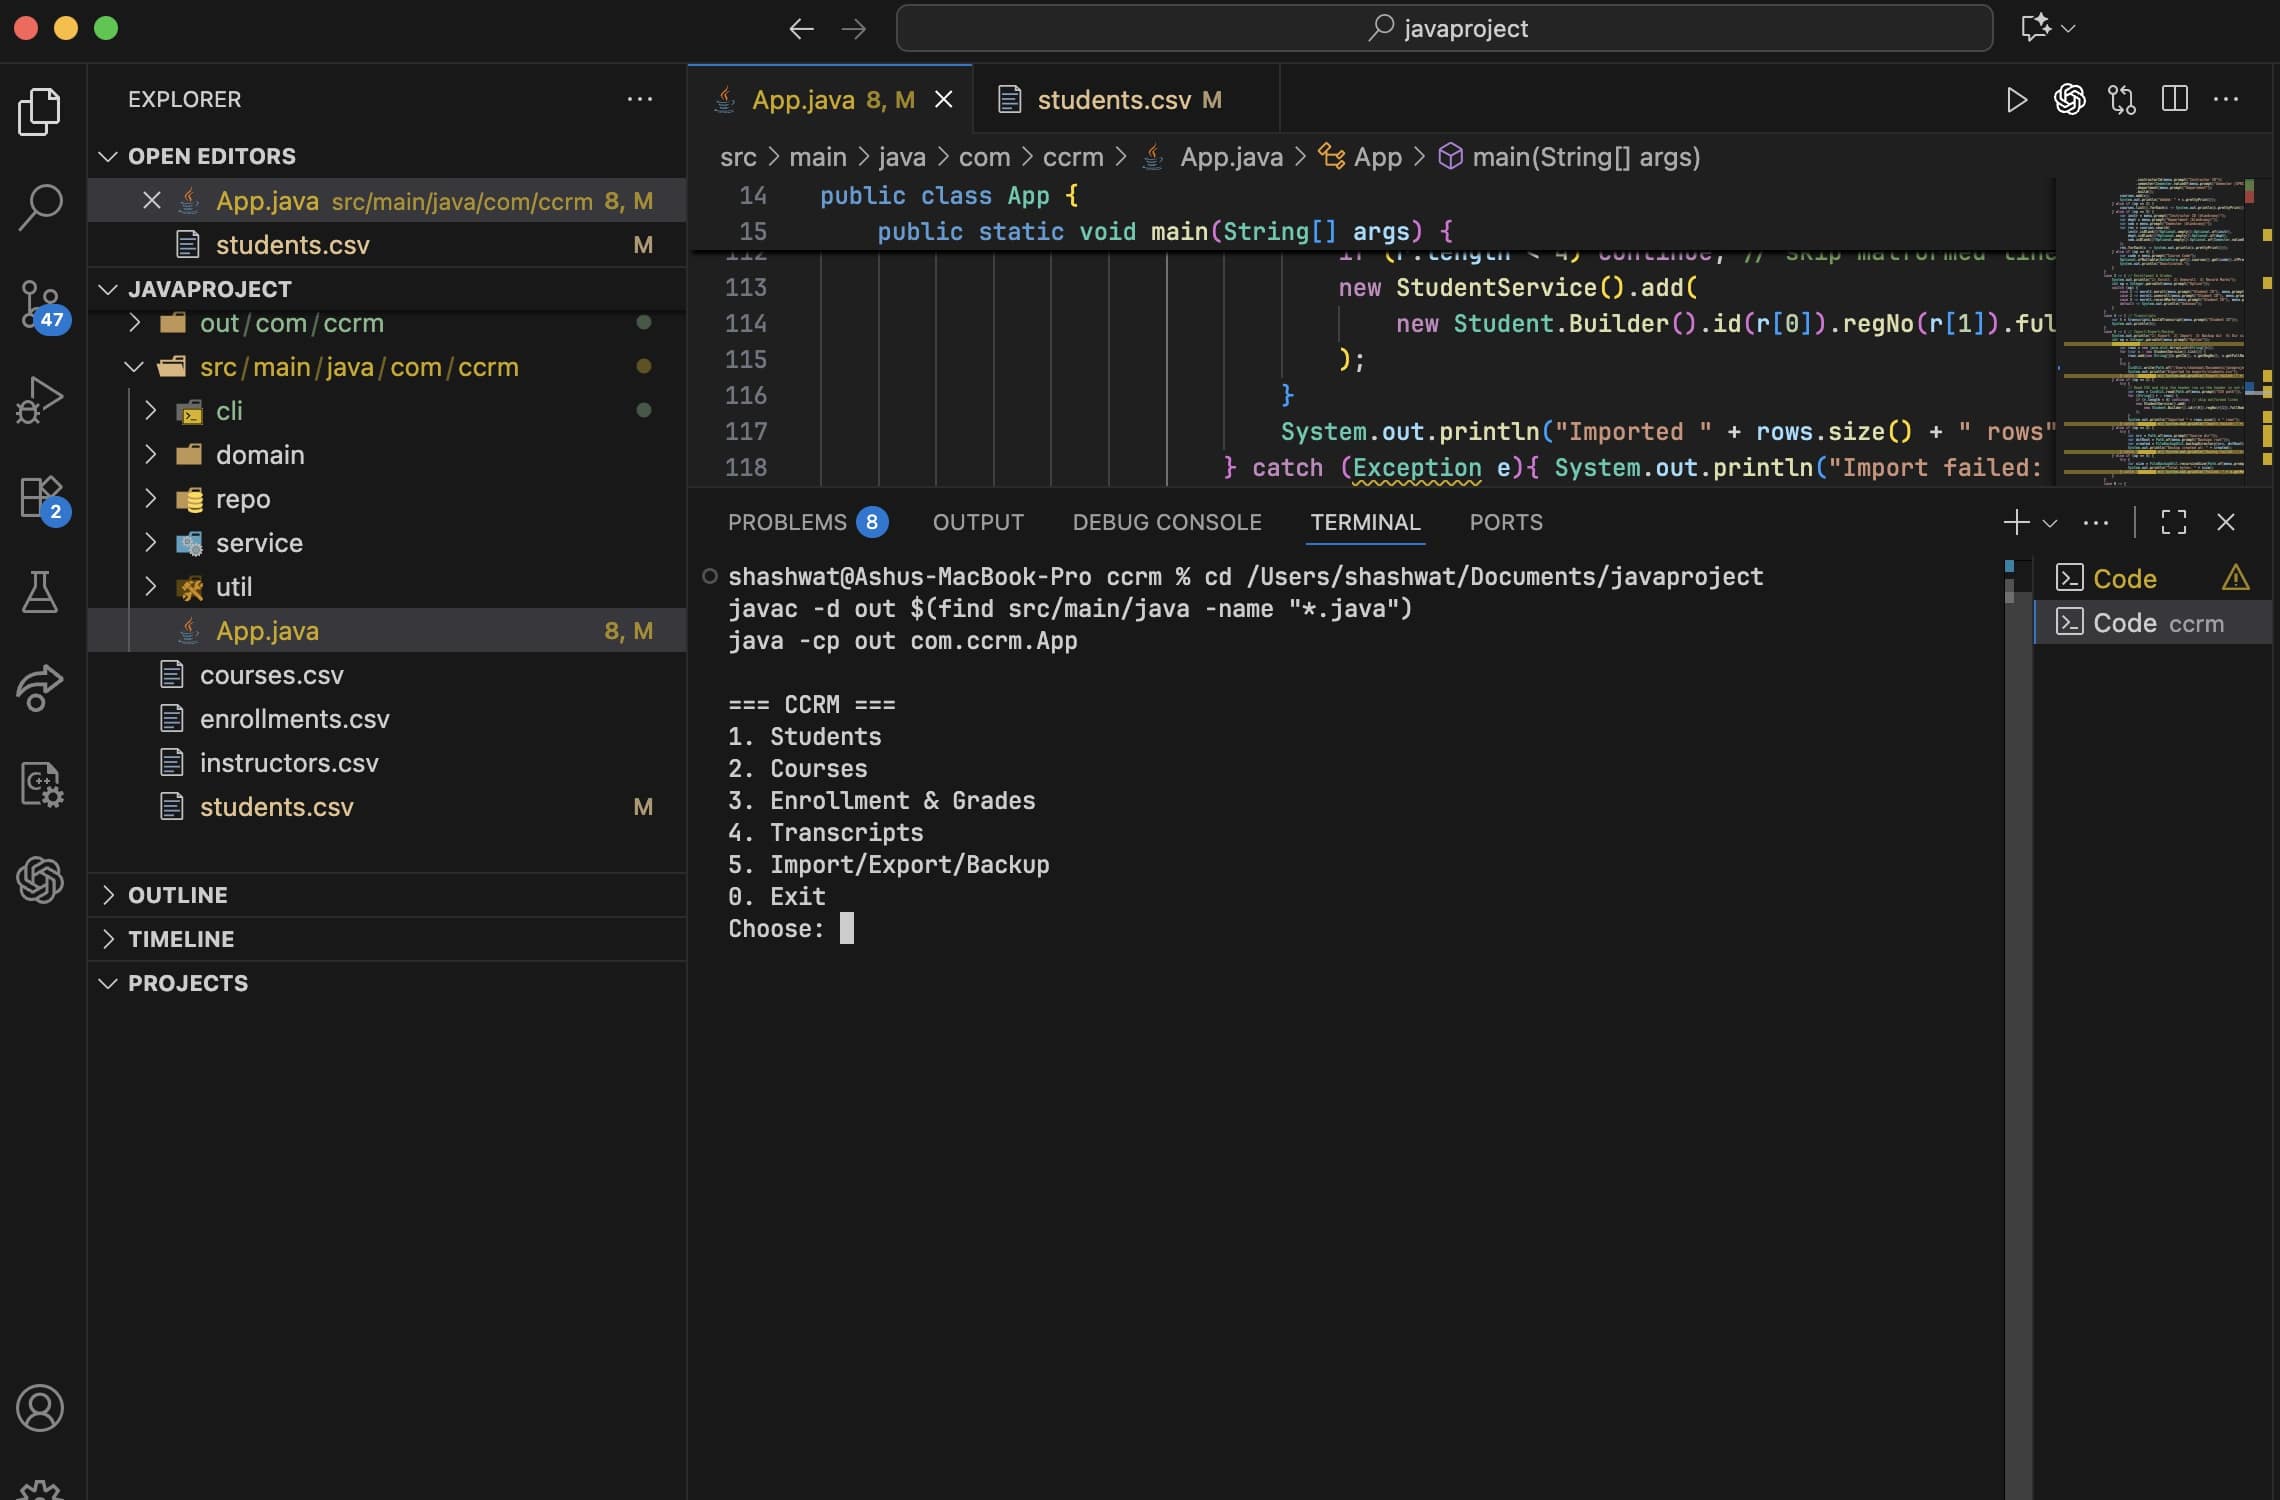 javaproject
EXPLORER
OPEN EDITORS
App.java src/main/java/com/ccrm 8, M
students.csv M
JAVAPROJECT
out/com/ccrm
src/main/java/com/ccrm
cli
domain
repo
service
util
App.java 8, M
courses.csv
enrollments.csv
instructors.csv
students.csv M
OUTLINE
TIMELINE
PROJECTS
47
2
App.java 8, M
students.csv M
src > main > java > com > ccrm > App.java > App > main(String[] args)
14 public class App {
15 public static void main(String[] args) {
112 if (r.length < 4) continue; // skip malformed line
113 new StudentService().add(
114 new Student.Builder().id(r[0]).regNo(r[1]).ful
115 );
116 }
117 System.out.println("Imported " + rows.size() + " rows"
118 } catch (Exception e){ System.out.println("Import failed:
PROBLEMS 8 OUTPUT DEBUG CONSOLE TERMINAL PORTS
shashwat@Ashus-MacBook-Pro ccrm % cd /Users/shashwat/Documents/javaproject
javac -d out $(find src/main/java -name "*.java")
java -cp out com.ccrm.App
=== CCRM ===
1. Students
2. Courses
3. Enrollment & Grades
4. Transcripts
5. Import/Export/Backup
0. Exit
Choose:
Code
Code ccrm